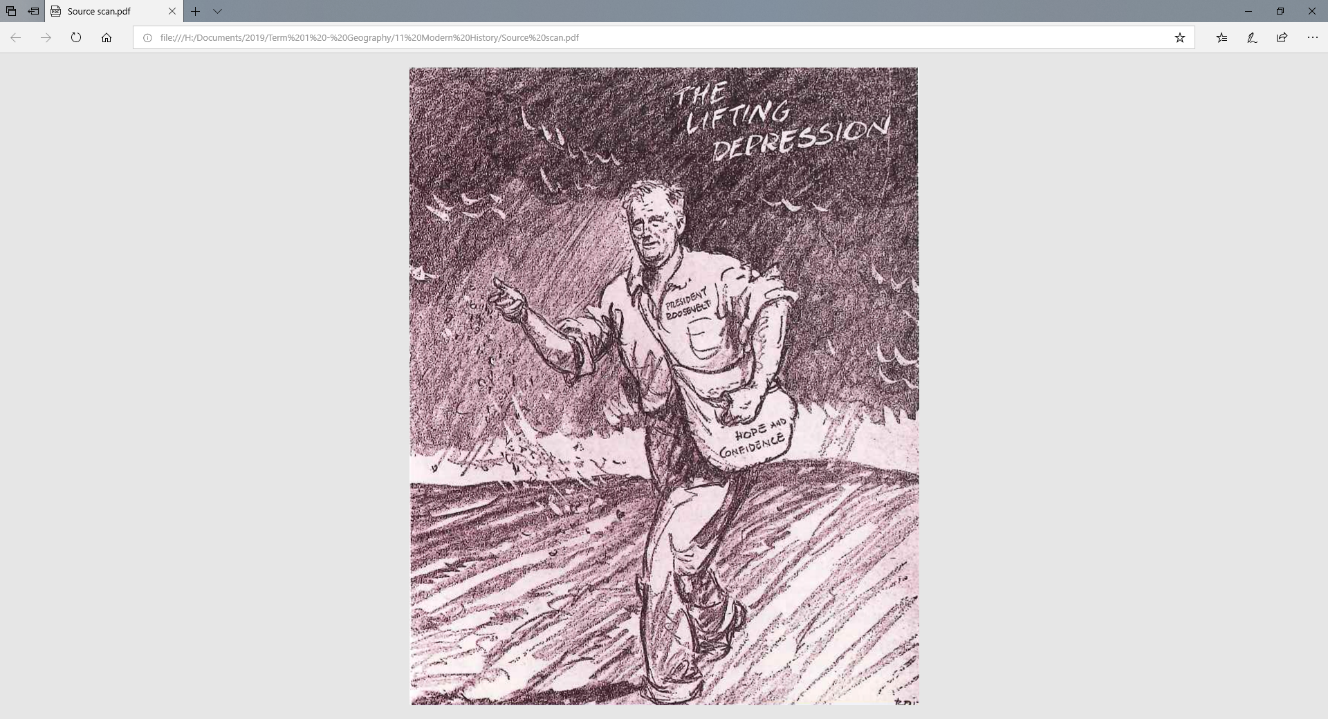 Source scan.pdf
file:///H:/Documents/2019/Term%201%20-%20Geography/11%20Modern%20History/Source%20scan.pdf
THE
LIFTING
DEPRESSION
PRESIDENT
ROOSEVELT
HOPE AND
CONFIDENCE